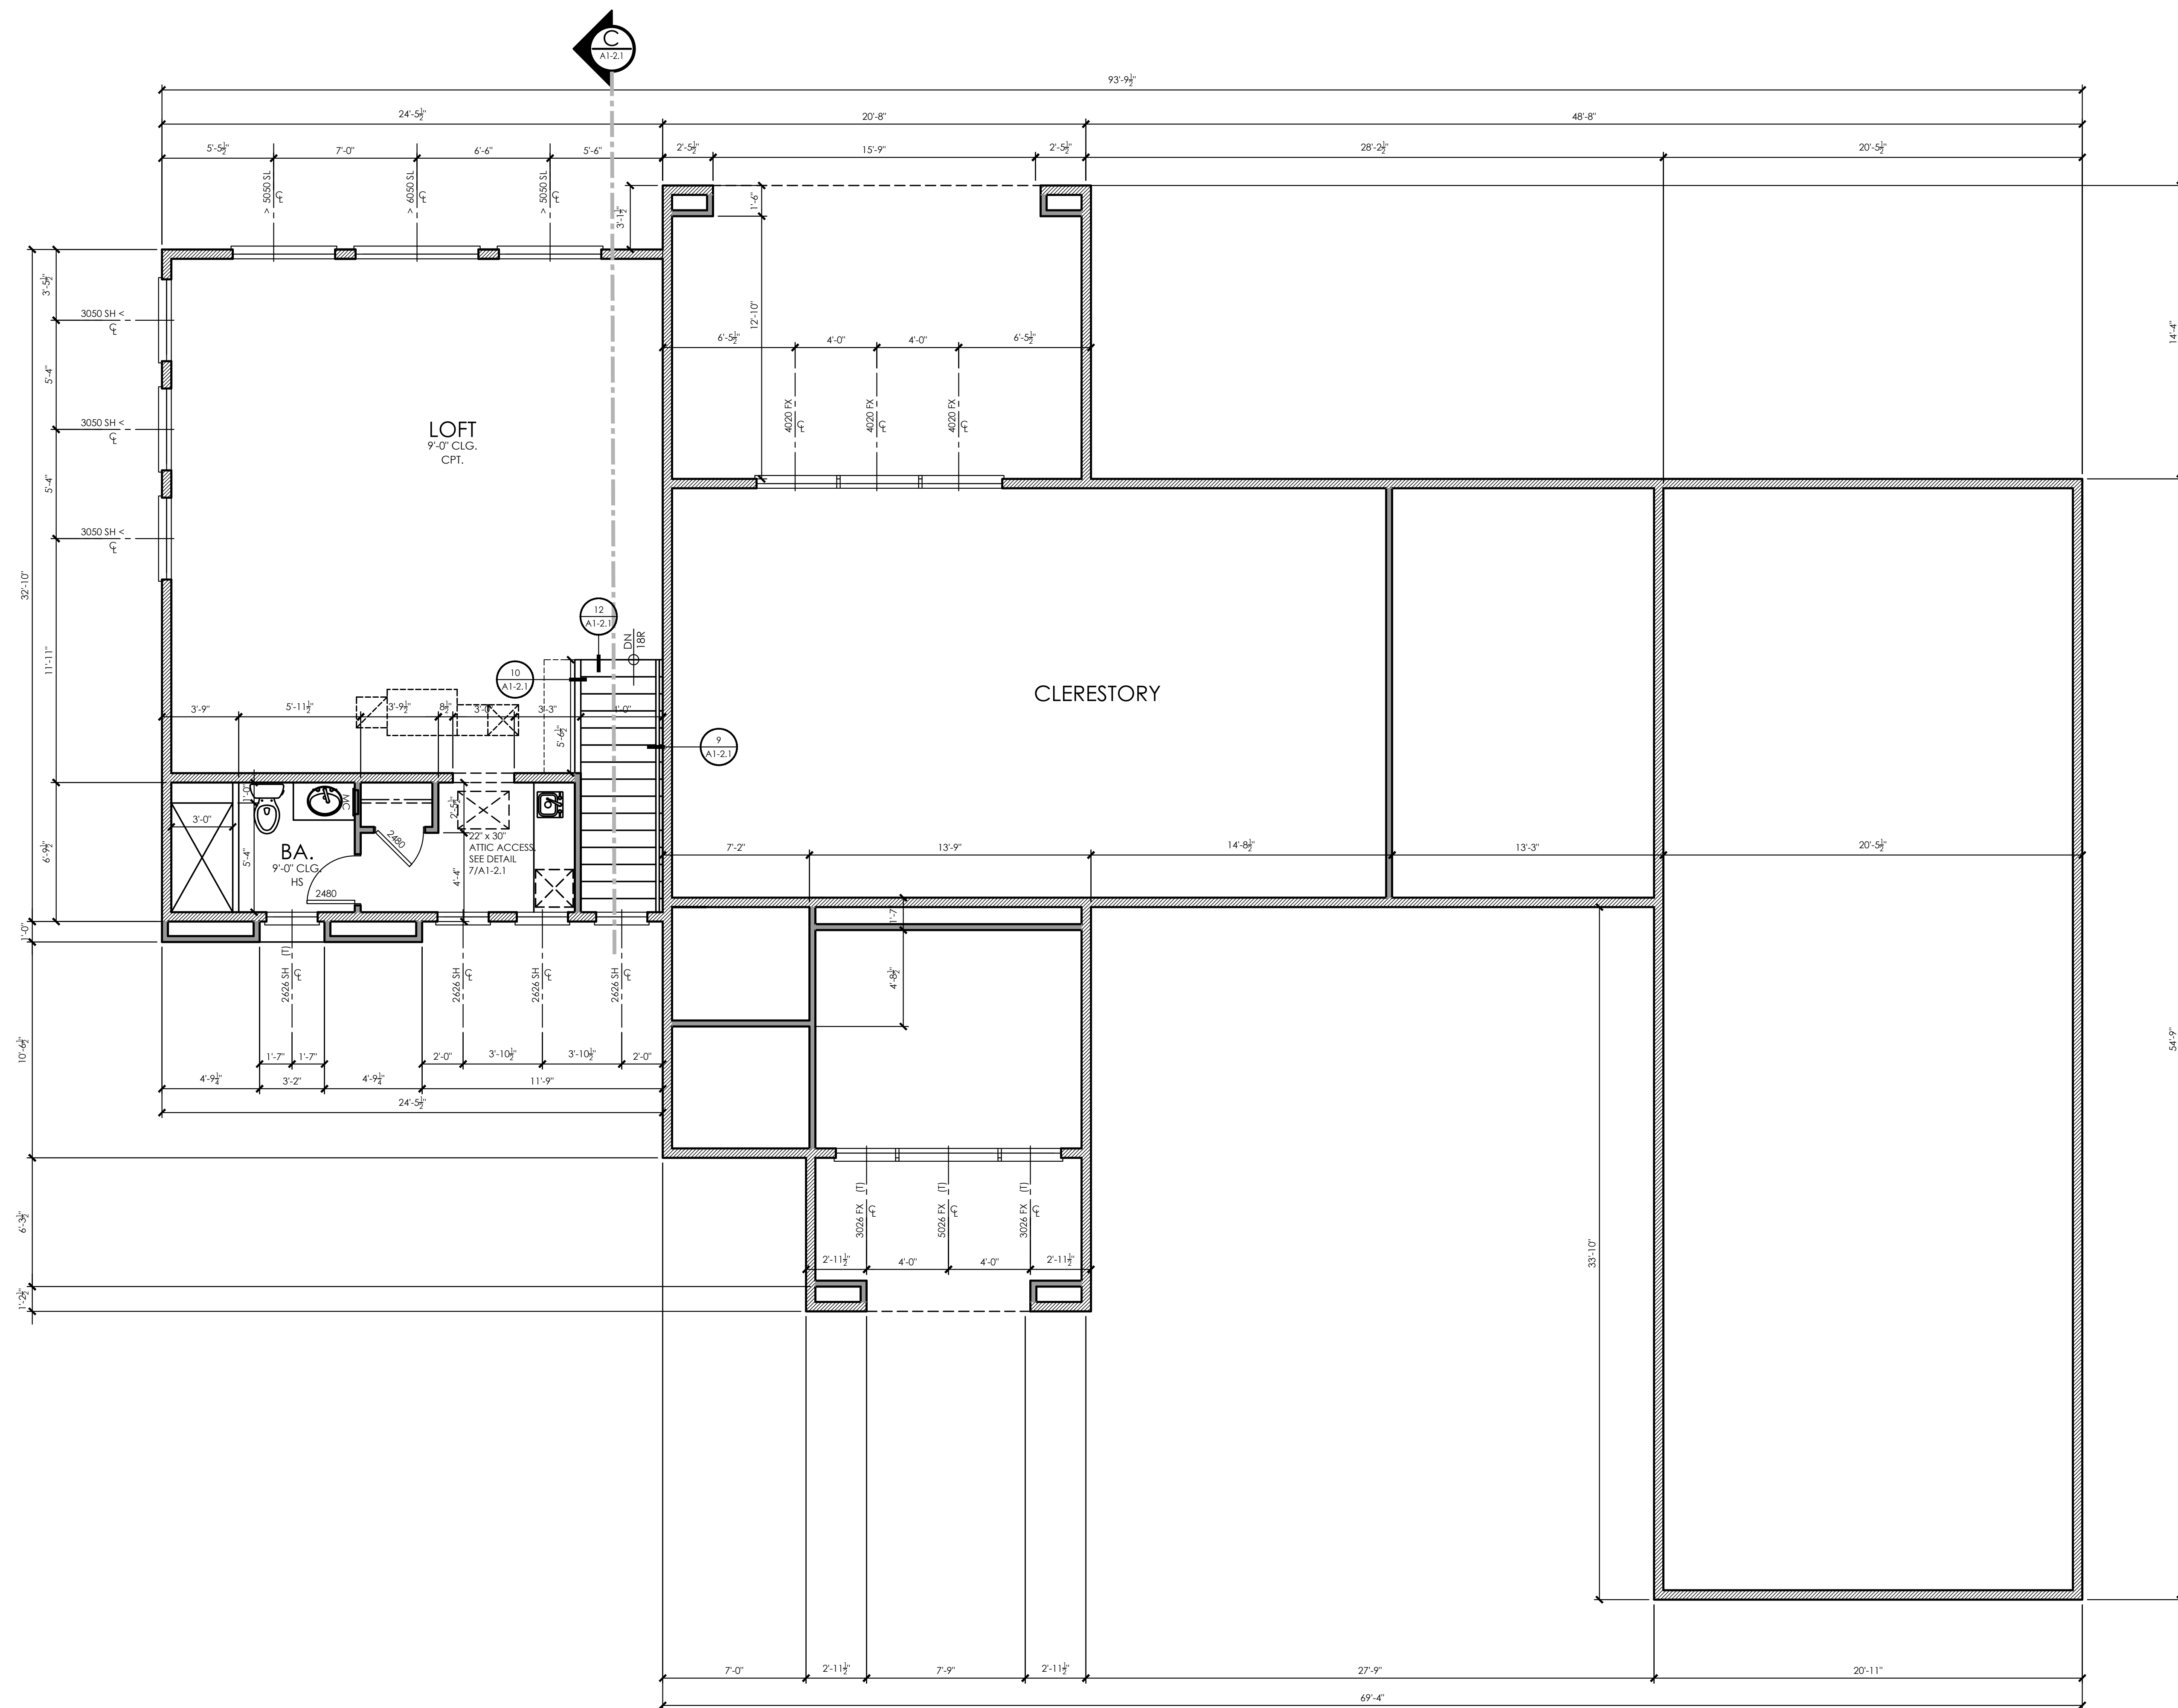 C
A1-2.1
93'-9½"
24'-5½"
20'-8"
48'-8"
5'-5½"
7'-0"
6'-6"
5'-6"
2'-5½"
15'-9"
2'-5½"
28'-2½"
20'-5½"
> 5050 SL
℄
> 6050 SL
℄
> 5050 SL
℄
3'-1½"
1'-6"
14'-4"
3'-5½"
3050 SH <
℄
12'-10"
6'-5½"
4'-0"
4'-0"
6'-5½"
5'-4"
3050 SH <
℄
4020 FX
℄
4020 FX
℄
4020 FX
℄
LOFT
9'-0" CLG.
CPT.
5'-4"
3050 SH <
℄
32'-10"
11'-11"
12
A1-2.1
DN
18R
10
A1-2.1
CLERESTORY
3'-9"
5'-11½"
3'-9½"
8½"
3'-0"
3'-3"
5'-6½"
9
A1-2.1
1'-0"
3'-0"
MC
2'-5½"
6'-9½"
5'-4"
BA.
9'-0" CLG.
HS
2480
2480
22" x 30"
ATTIC ACCESS.
SEE DETAIL
7/A1-2.1
4'-4"
7'-2"
13'-9"
14'-8½"
13'-3"
20'-5½"
1'-0"
1'-7"
4'-8½"
2626 SH (T)
℄
2626 SH
℄
2626 SH
℄
2626 SH
℄
10'-6½"
54'-9"
1'-7"
1'-7"
2'-0"
3'-10½"
3'-10½"
2'-0"
4'-9¼"
3'-2"
4'-9¼"
11'-9"
24'-5½"
6'-3½"
3026 FX (T)
℄
5026 FX (T)
℄
3026 FX (T)
℄
33'-10"
2'-11½"
4'-0"
4'-0"
2'-11½"
1'-2½"
7'-0"
2'-11½"
7'-9"
2'-11½"
27'-9"
20'-11"
69'-4"